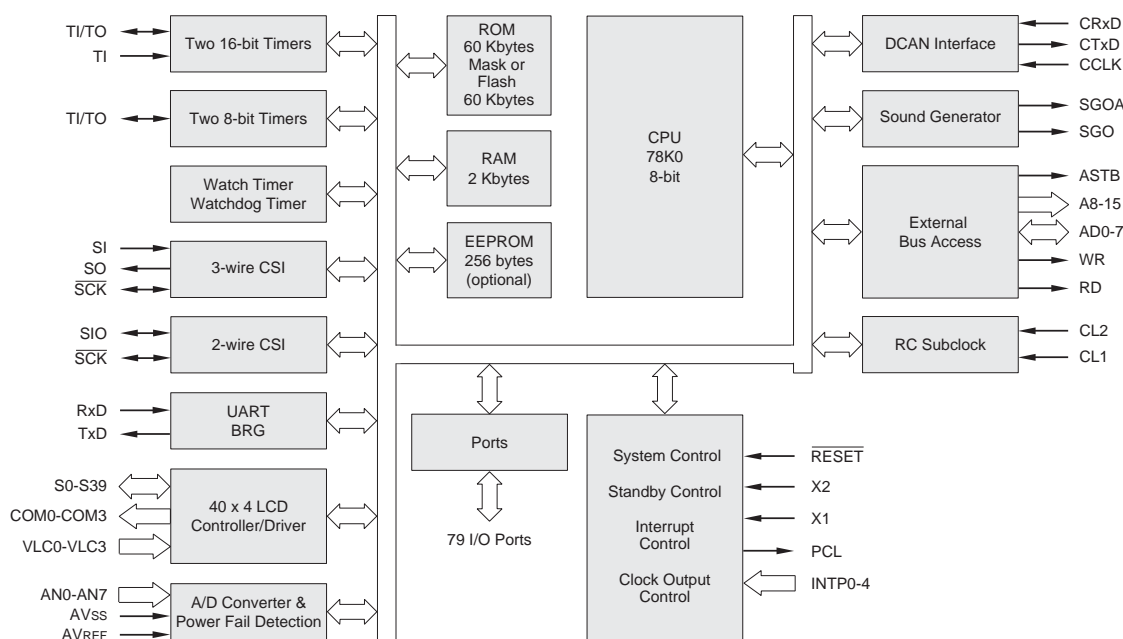 TI/TO
TI
Two 16-bit Timers
TI/TO
Two 8-bit Timers
Watch Timer
Watchdog Timer
SI
SO
SCK
3-wire CSI
SIO
SCK
2-wire CSI
RxD
TxD
UART
BRG
S0-S39
COM0-COM3
VLC0-VLC3
40 x 4 LCD
Controller/Driver
AN0-AN7
AVSS
AVREF
A/D Converter &
Power Fail Detection
ROM
60 Kbytes
Mask or
Flash
60 Kbytes
RAM
2 Kbytes
EEPROM
256 bytes
(optional)
CPU
78K0
8-bit
Ports
79 I/O Ports
System Control
Standby Control
Interrupt
Control
Clock Output
Control
RESET
X2
X1
PCL
INTP0-4
DCAN Interface
CRxD
CTxD
CCLK
Sound Generator
SGOA
SGO
External
Bus Access
ASTB
A8-15
AD0-7
WR
RD
RC Subclock
CL2
CL1